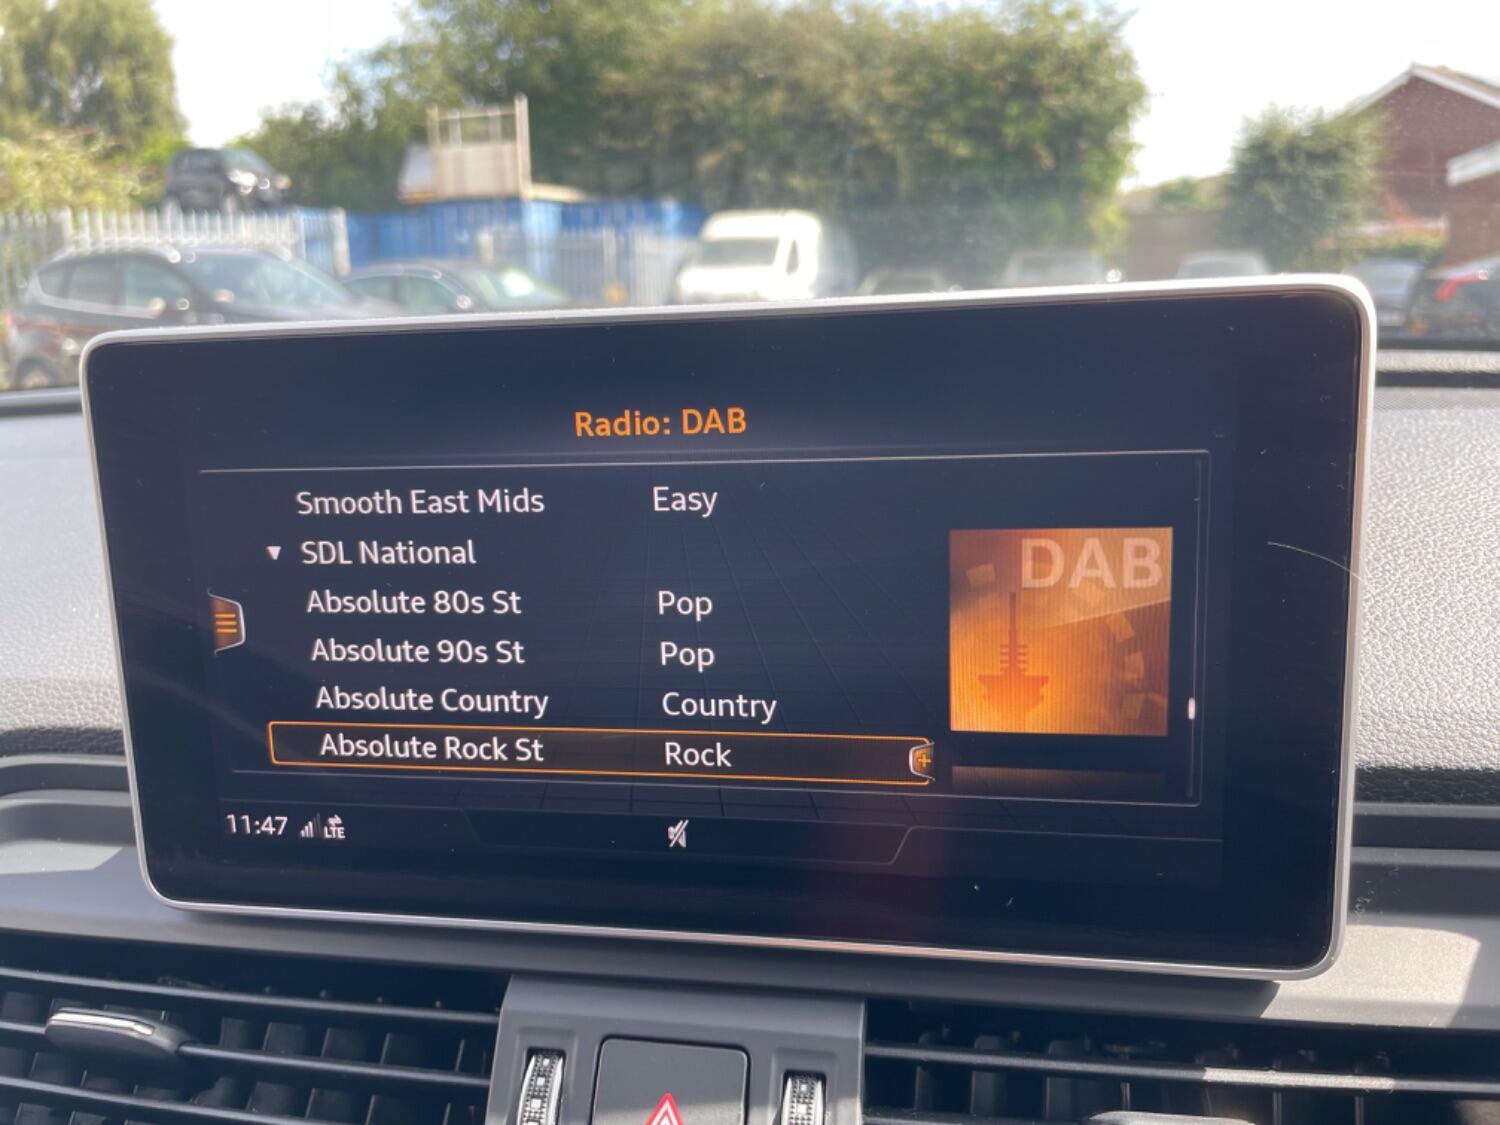 Radio: DAB
Smooth East Mids Easy
SDL National
Absolute 80s St Pop
Absolute 90s St Pop
Absolute Country Country
Absolute Rock St Rock
DAB
11:47 LTE